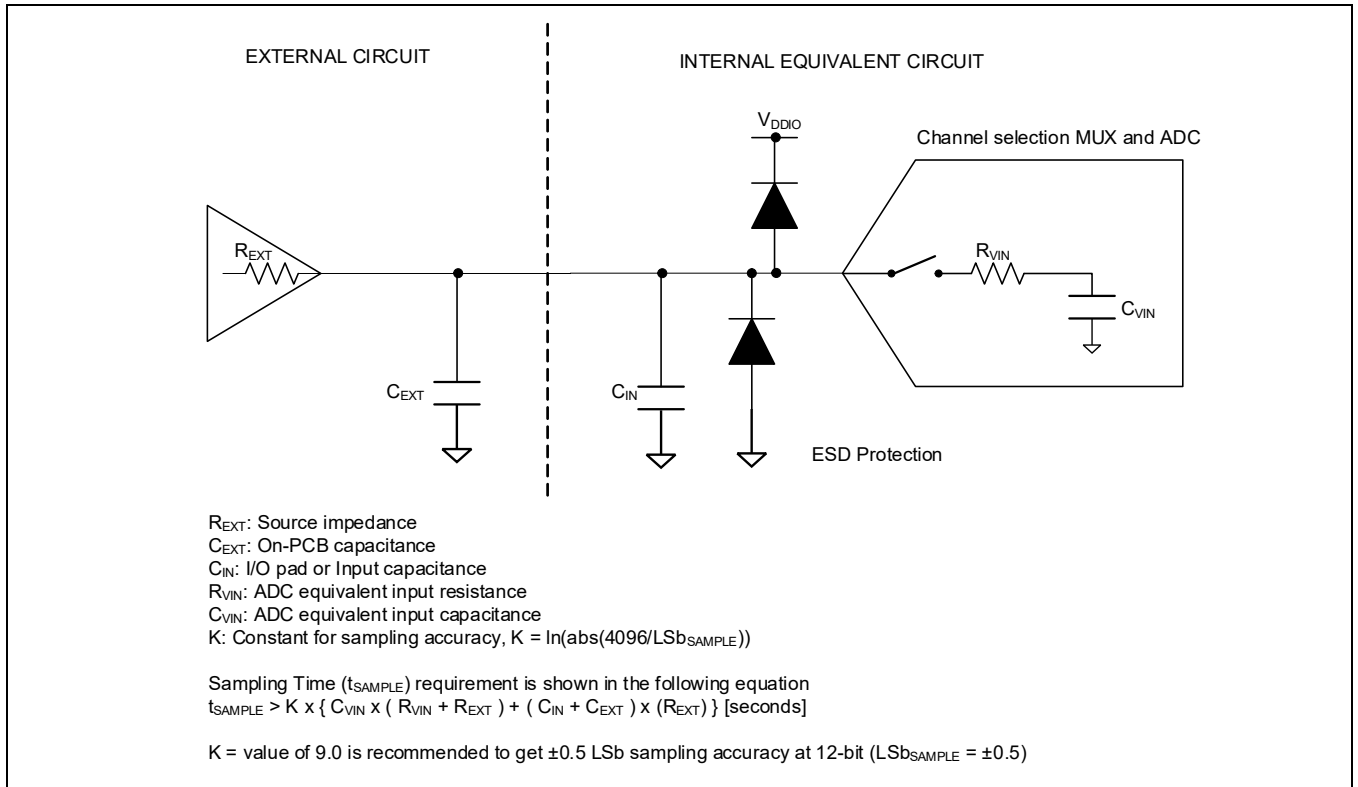 EXTERNAL CIRCUIT
INTERNAL EQUIVALENT CIRCUIT
VDDIO
Channel selection MUX and ADC
REXT
RVIN
CVIN
CEXT
CIN
ESD Protection
REXT: Source impedance
CEXT: On-PCB capacitance
CIN: I/O pad or Input capacitance
RVIN: ADC equivalent input resistance
CVIN: ADC equivalent input capacitance
K: Constant for sampling accuracy, K = ln(abs(4096/LSbSAMPLE))
Sampling Time (tSAMPLE) requirement is shown in the following equation
tSAMPLE > K x { CVIN x ( RVIN + REXT ) + ( CIN + CEXT ) x (REXT) } [seconds]
K = value of 9.0 is recommended to get ±0.5 LSb sampling accuracy at 12-bit (LSbSAMPLE = ±0.5)